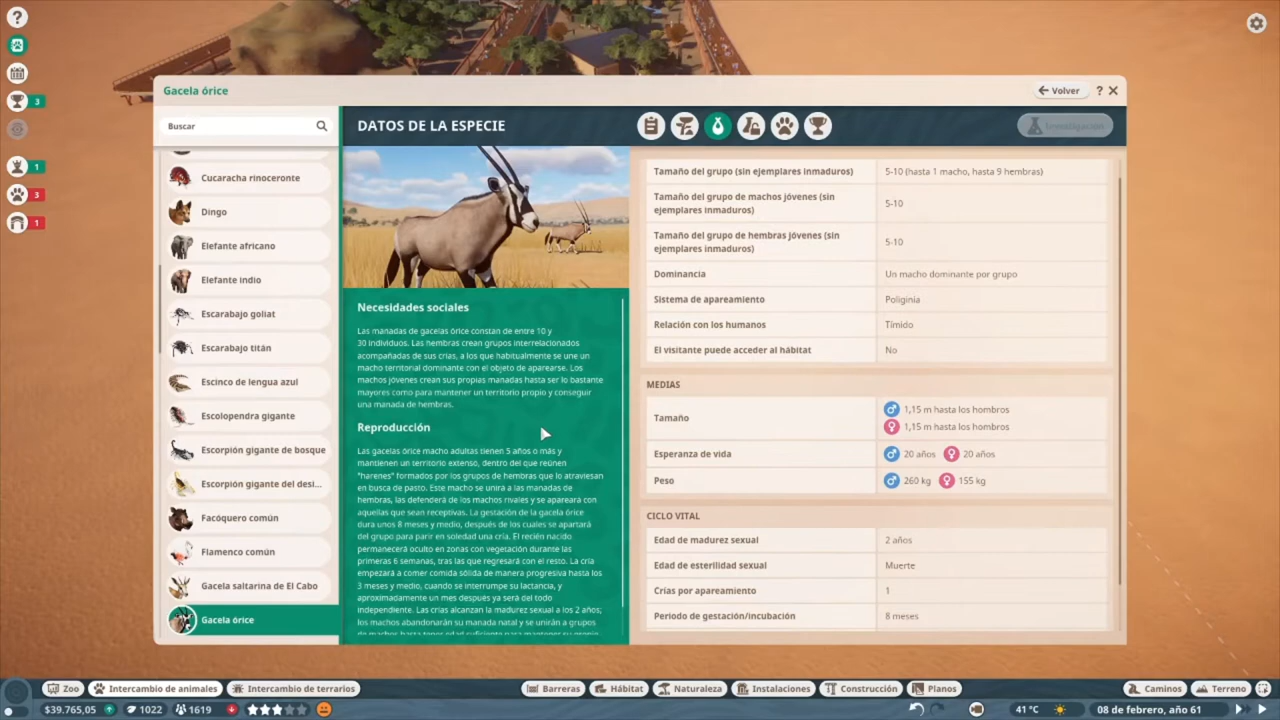 ?
3
1
3
1
Gacela órice
Volver
?
Buscar
DATOS DE LA ESPECIE
Investigación
Cucaracha rinoceronte
Dingo
Elefante africano
Elefante indio
Escarabajo goliat
Escarabajo titán
Escinco de lengua azul
Escolopendra gigante
Escorpión gigante de bosque
Escorpión gigante del desi...
Facóquero común
Flamenco común
Gacela saltarina de El Cabo
Gacela órice
Necesidades sociales
Las manadas de gacelas órice constan de entre 10 y
30 individuos. Las hembras crean grupos interrelacionados
acompañadas de sus crías, a los que habitualmente se une un
macho territorial dominante con el objeto de aparearse. Los
machos jóvenes crean sus propias manadas hasta ser lo bastante
mayores como para mantener un territorio propio y conseguir
una manada de hembras.
Reproducción
Las gacelas órice macho adultas tienen 5 años o más y
mantienen un territorio extenso, dentro del que reúnen
"harenes" formados por los grupos de hembras que lo atraviesan
en busca de pasto. Este macho se unirá a las manadas de
hembras, las defenderá de los machos rivales y se apareará con
aquellas que sean receptivas. La gestación de la gacela órice
dura unos 8 meses y medio, después de los cuales se apartará
del grupo para parir en soledad una cría. El recién nacido
permanecerá oculto en zonas con vegetación durante las
primeras 6 semanas, tras las que regresará con el resto. La cría
empezará a comer comida sólida de manera progresiva hasta los
3 meses y medio, cuando se interrumpe su lactancia, y
aproximadamente un mes después ya será del todo
independiente. Las crías alcanzan la madurez sexual a los 2 años;
los machos abandonarán su manada natal y se unirán a grupos
de machos hasta tener edad suficiente para mantener su propio
Tamaño del grupo (sin ejemplares inmaduros)
5-10 (hasta 1 macho, hasta 9 hembras)
Tamaño del grupo de machos jóvenes (sin
ejemplares inmaduros)
5-10
Tamaño del grupo de hembras jóvenes (sin
ejemplares inmaduros)
5-10
Dominancia
Un macho dominante por grupo
Sistema de apareamiento
Poliginia
Relación con los humanos
Tímido
El visitante puede acceder al hábitat
No
MEDIAS
Tamaño
1,15 m hasta los hombros
1,15 m hasta los hombros
Esperanza de vida
20 años 20 años
Peso
260 kg 155 kg
CICLO VITAL
Edad de madurez sexual
2 años
Edad de esterilidad sexual
Muerte
Crías por apareamiento
1
Periodo de gestación/incubación
8 meses
Zoo
Intercambio de animales
Intercambio de terrarios
Barreras
Hábitat
Naturaleza
Instalaciones
Construcción
Planos
Caminos
Terreno
$39.765,05
1022
1619
41 °C
08 de febrero, año 61